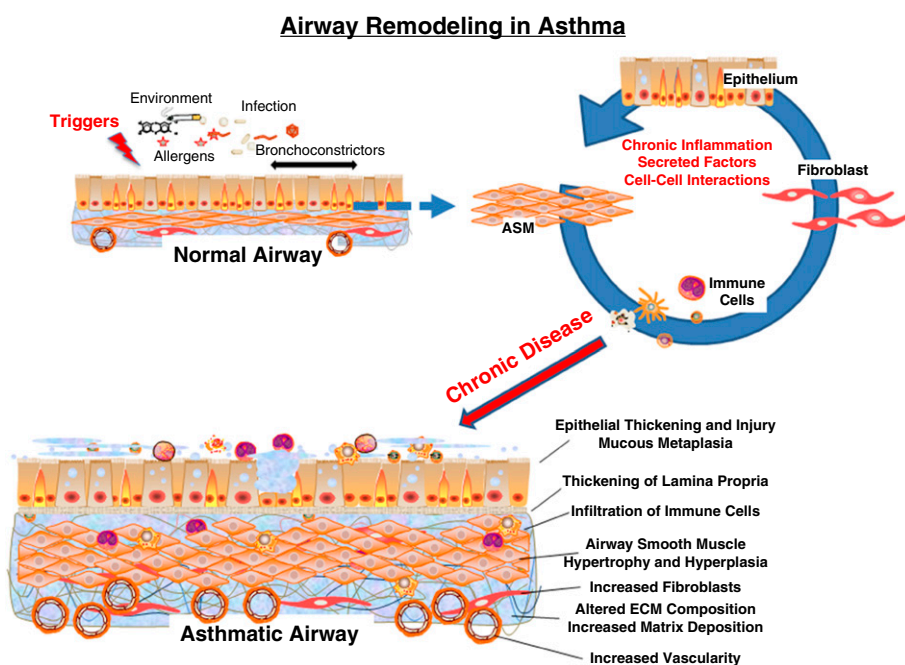 Airway Remodeling in Asthma
Environment
Infection
Triggers
Allergens
Bronchoconstrictors
Normal Airway
Epithelium
Chronic Inflammation
Secreted Factors
Cell-Cell Interactions
Fibroblast
ASM
Immune
Cells
Chronic Disease
Epithelial Thickening and Injury
Mucous Metaplasia
Thickening of Lamina Propria
Infiltration of Immune Cells
Airway Smooth Muscle
Hypertrophy and Hyperplasia
Increased Fibroblasts
Altered ECM Composition
Increased Matrix Deposition
Increased Vascularity
Asthmatic Airway